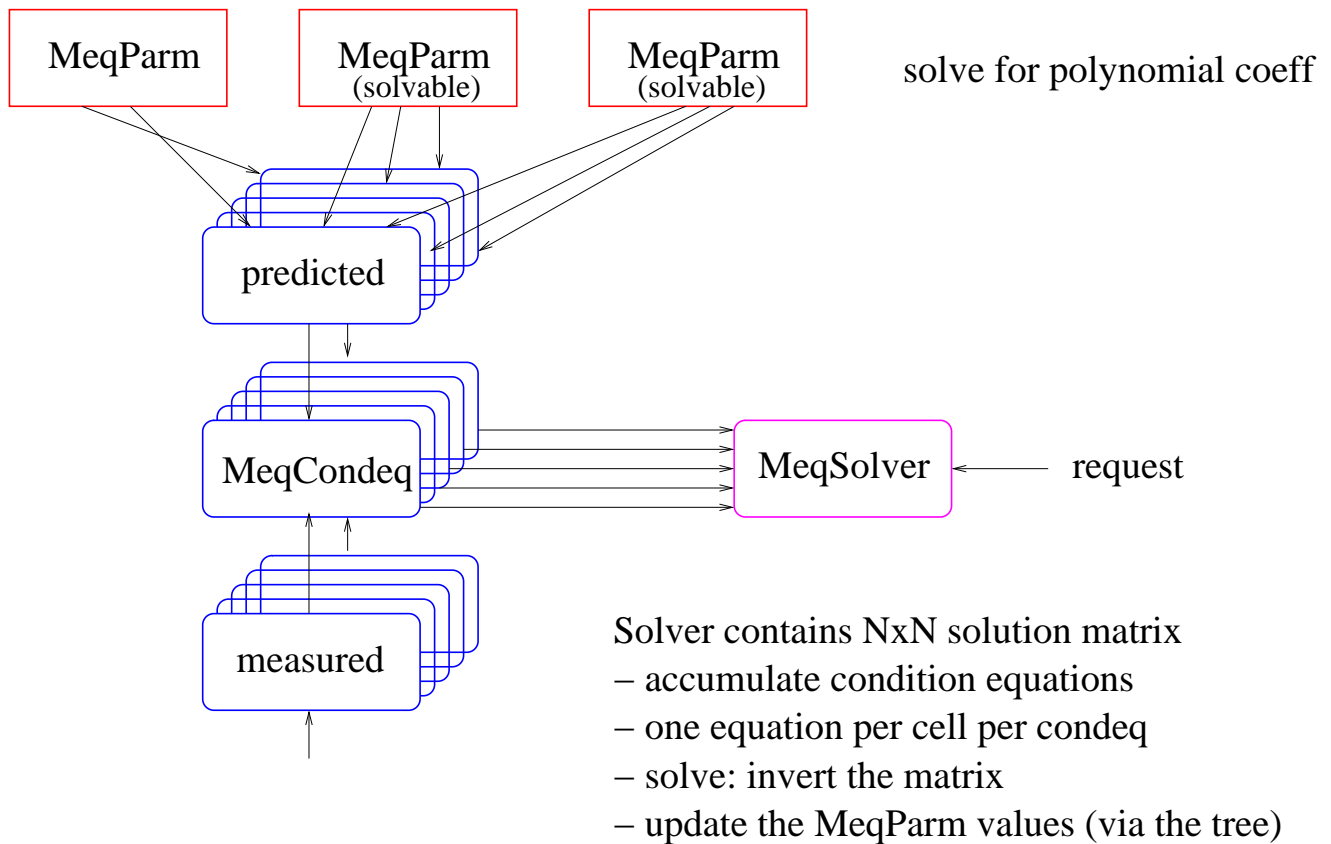 MeqParm
MeqParm
(solvable)
MeqParm
(solvable)
solve for polynomial coeff
predicted
MeqCondeq
MeqSolver
request
measured
Solver contains NxN solution matrix
− accumulate condition equations
− one equation per cell per condeq
− solve: invert the matrix
− update the MeqParm values (via the tree)